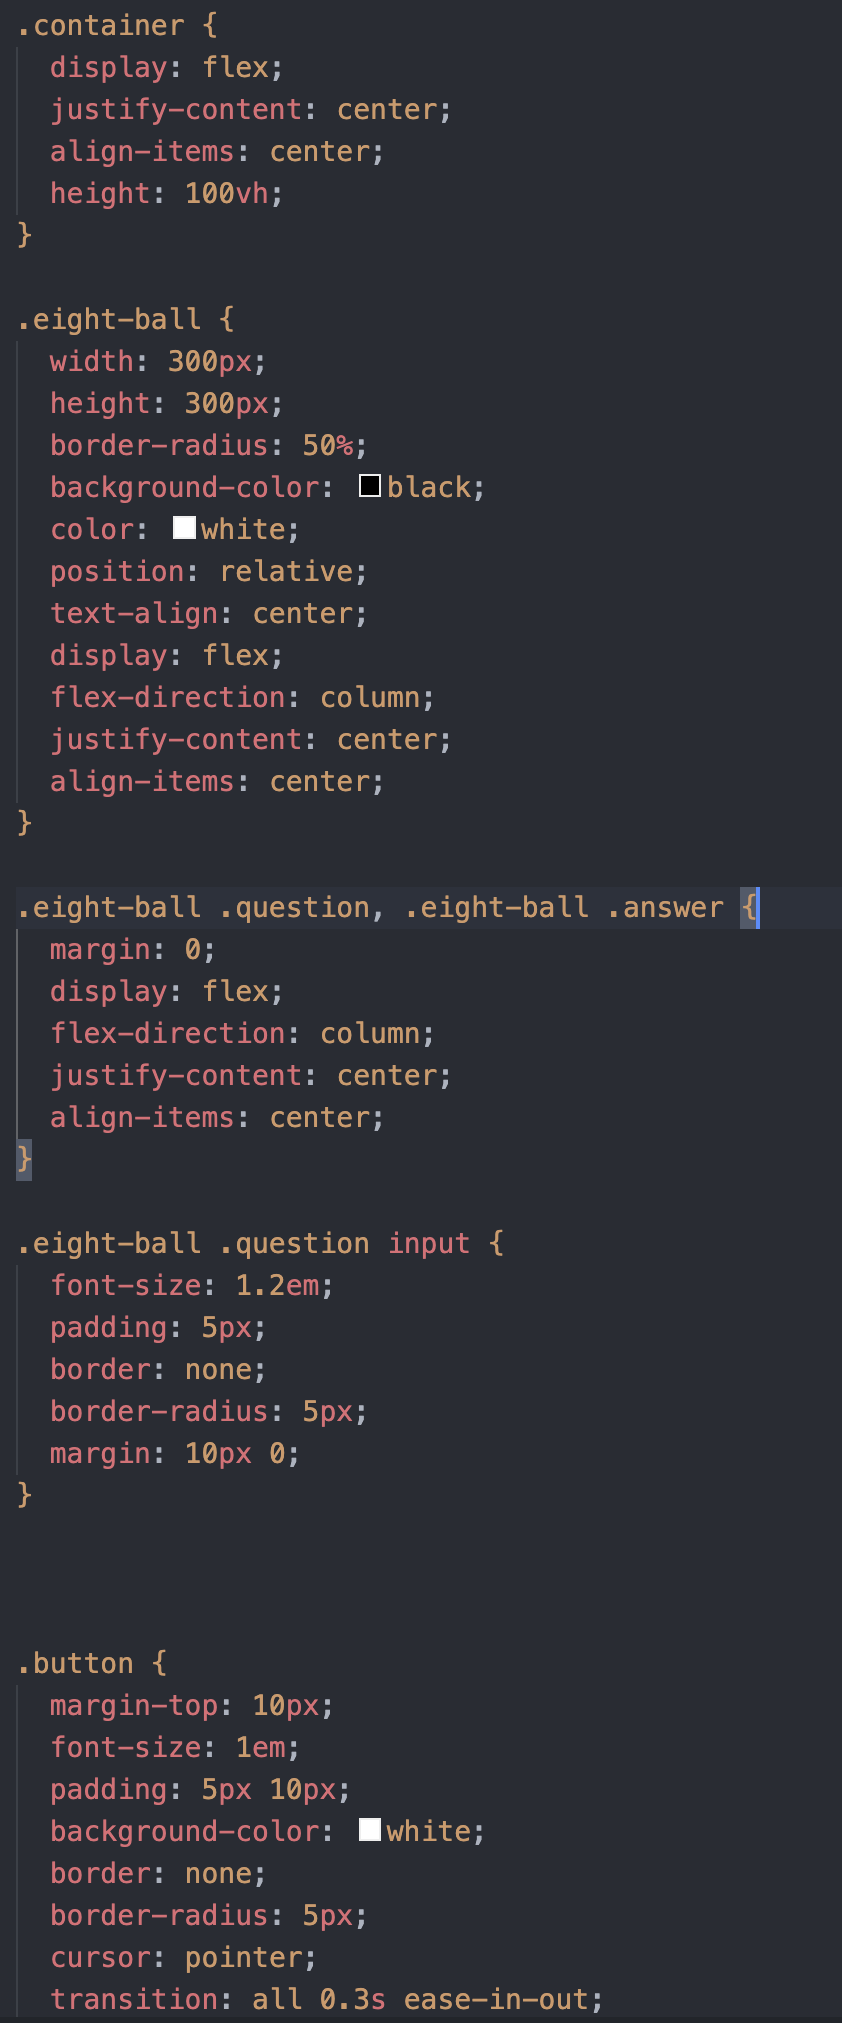 .container {
  display: flex;
  justify-content: center;
  align-items: center;
  height: 100vh;
}

.eight-ball {
  width: 300px;
  height: 300px;
  border-radius: 50%;
  background-color: black;
  color: white;
  position: relative;
  text-align: center;
  display: flex;
  flex-direction: column;
  justify-content: center;
  align-items: center;
}

.eight-ball .question, .eight-ball .answer {
  margin: 0;
  display: flex;
  flex-direction: column;
  justify-content: center;
  align-items: center;
}

.eight-ball .question input {
  font-size: 1.2em;
  padding: 5px;
  border: none;
  border-radius: 5px;
  margin: 10px 0;
}

.button {
  margin-top: 10px;
  font-size: 1em;
  padding: 5px 10px;
  background-color: white;
  border: none;
  border-radius: 5px;
  cursor: pointer;
  transition: all 0.3s ease-in-out;